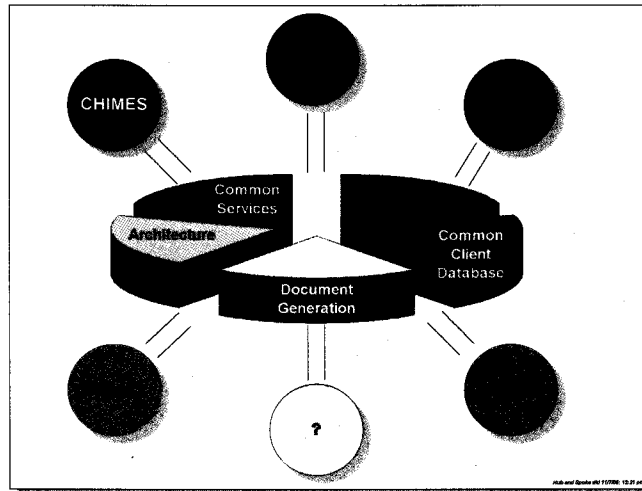 CHIMES
Common
Services
Architecture
Common
Client
Database
Document
Generation
?